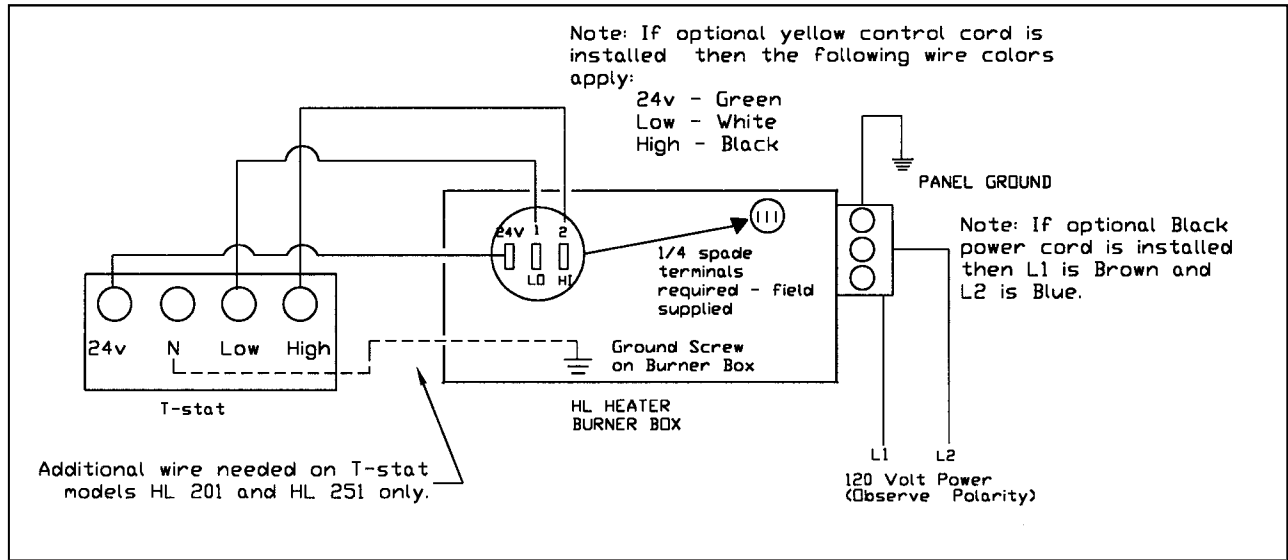 Note: If optional yellow control cord is
installed then the following wire colors
apply:
24v - Green
Low - White
High - Black
PANEL GROUND
Note: If optional Black
power cord is installed
then L1 is Brown and
L2 is Blue.
24V 1 2
LO HI
1/4 spade
terminals
required - field
supplied
24v N Low High
T-stat
Ground Screw
on Burner Box
HL HEATER
BURNER BOX
Additional wire needed on T-stat
models HL 201 and HL 251 only.
L1 L2
120 Volt Power
(Observe Polarity)